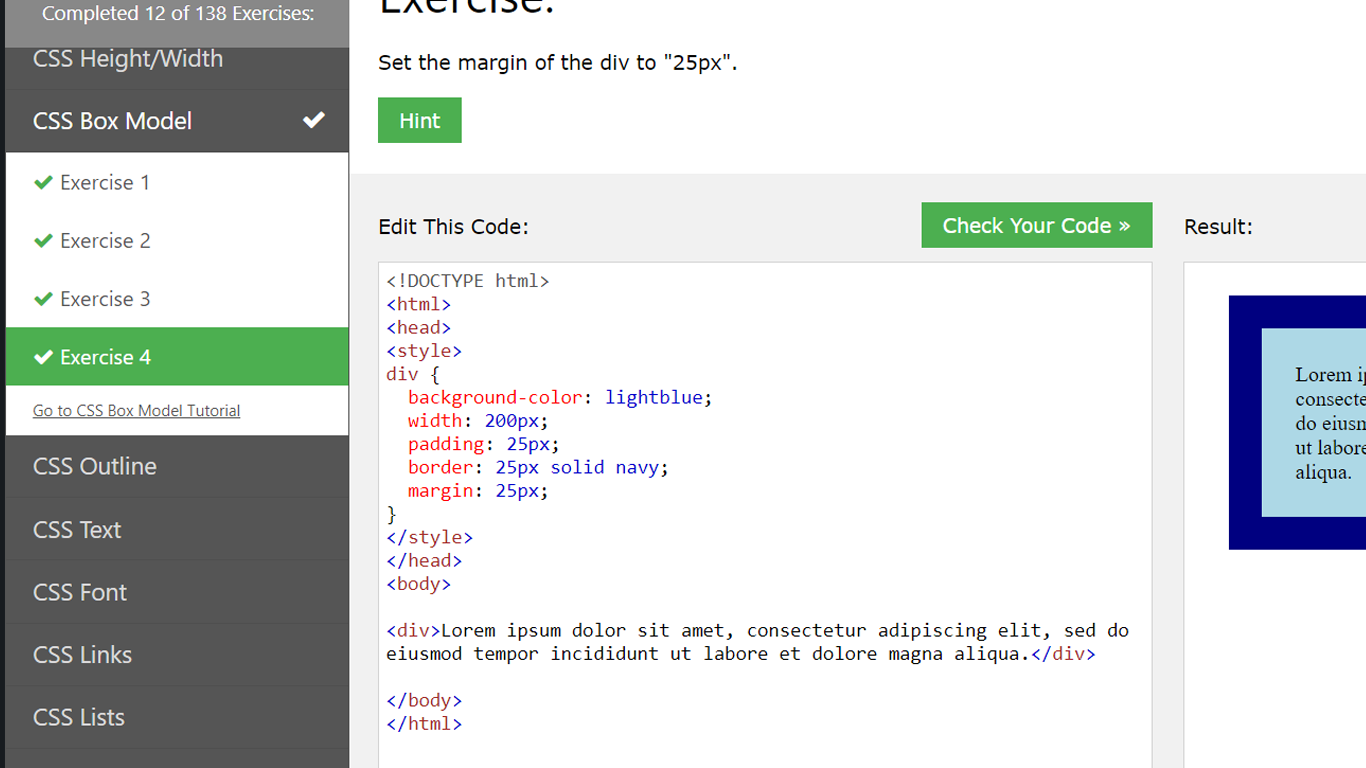 Completed 12 of 138 Exercises:
CSS Height/Width
CSS Box Model
Exercise 1
Exercise 2
Exercise 3
Exercise 4
Go to CSS Box Model Tutorial
CSS Outline
CSS Text
CSS Font
CSS Links
CSS Lists
Exercise:
Set the margin of the div to "25px".
Hint
Edit This Code:
Check Your Code »
<!DOCTYPE html>
<html>
<head>
<style>
div {
  background-color: lightblue;
  width: 200px;
  padding: 25px;
  border: 25px solid navy;
  margin: 25px;
}
</style>
</head>
<body>
<div>Lorem ipsum dolor sit amet, consectetur adipiscing elit, sed do
eiusmod tempor incididunt ut labore et dolore magna aliqua.</div>
</body>
</html>
Result:
Lorem ip
consecte
do eiusm
ut labore
aliqua.